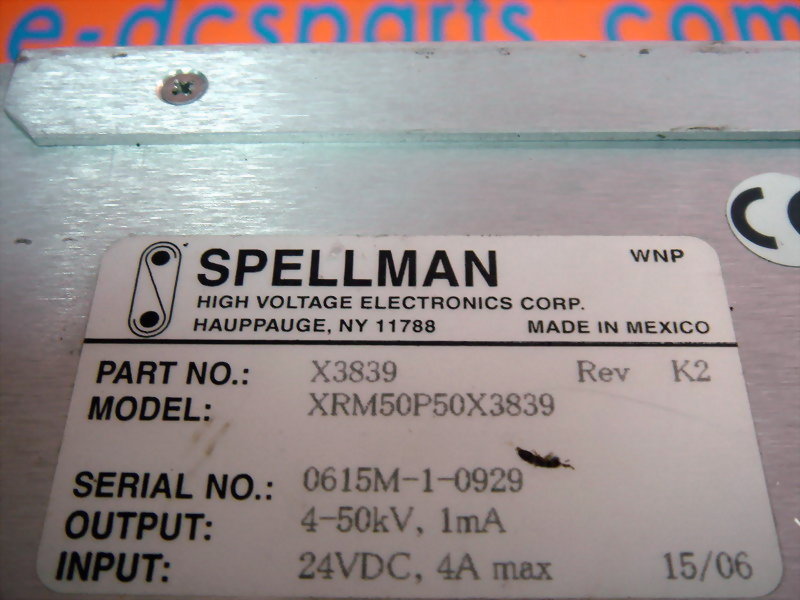 e-dcsparts.com
SPELLMAN WNP
HIGH VOLTAGE ELECTRONICS CORP.
HAUPPAUGE, NY 11788 MADE IN MEXICO
PART NO.: X3839 Rev K2
MODEL: XRM50P50X3839
SERIAL NO.: 0615M-1-0929
OUTPUT: 4-50kV, 1mA
INPUT: 24VDC, 4A max 15/06